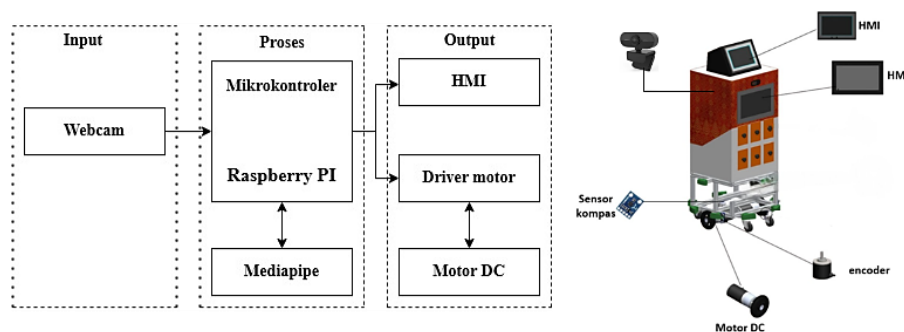 Input
Proses
Output
Webcam
Mikrokontroler
Raspberry PI
Mediapipe
HMI
Driver motor
Motor DC
HMI
HM
Sensor
kompas
encoder
Motor DC